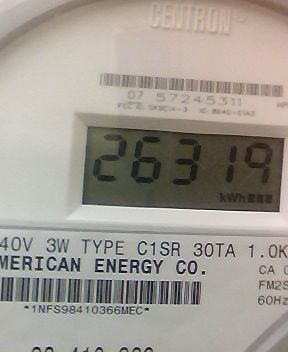 CENTRON®
07 57245311
26319
kWh
40V 3W TYPE C1SR 30TA 1.0K
MERICAN ENERGY CO.
CA 0
FM2S
60Hz
*1NFS98410366MEC*